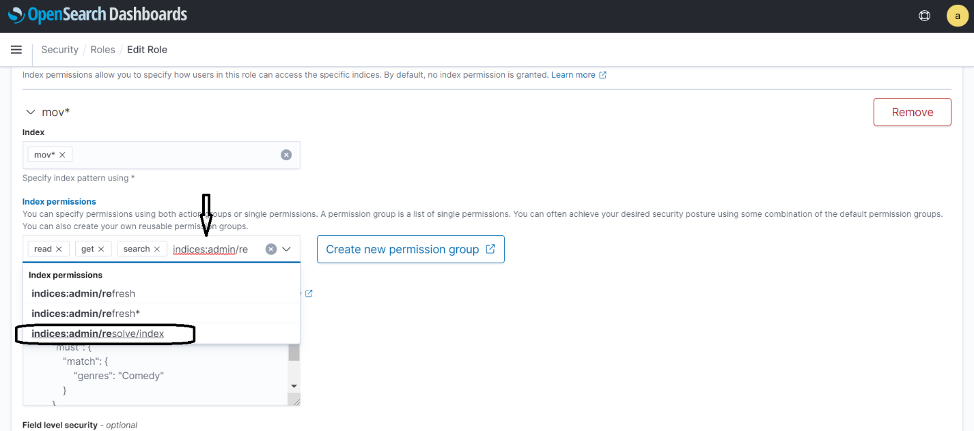 OpenSearch Dashboards
a
Security / Roles / Edit Role
Index permissions allow you to specify how users in this role can access the specific indices. By default, no index permission is granted. Learn more
mov*
Remove
Index
mov*
Specify index pattern using *
Index permissions
You can specify permissions using both action groups or single permissions. A permission group is a list of single permissions. You can often achieve your desired security posture using some combination of the default permission groups.
You can also create your own reusable permission groups.
read get search indices:admin/re
Create new permission group
Index permissions
indices:admin/refresh
indices:admin/refresh*
indices:admin/resolve/index
"must": {
"match": {
"genres": "Comedy"
}
}
Field level security - optional